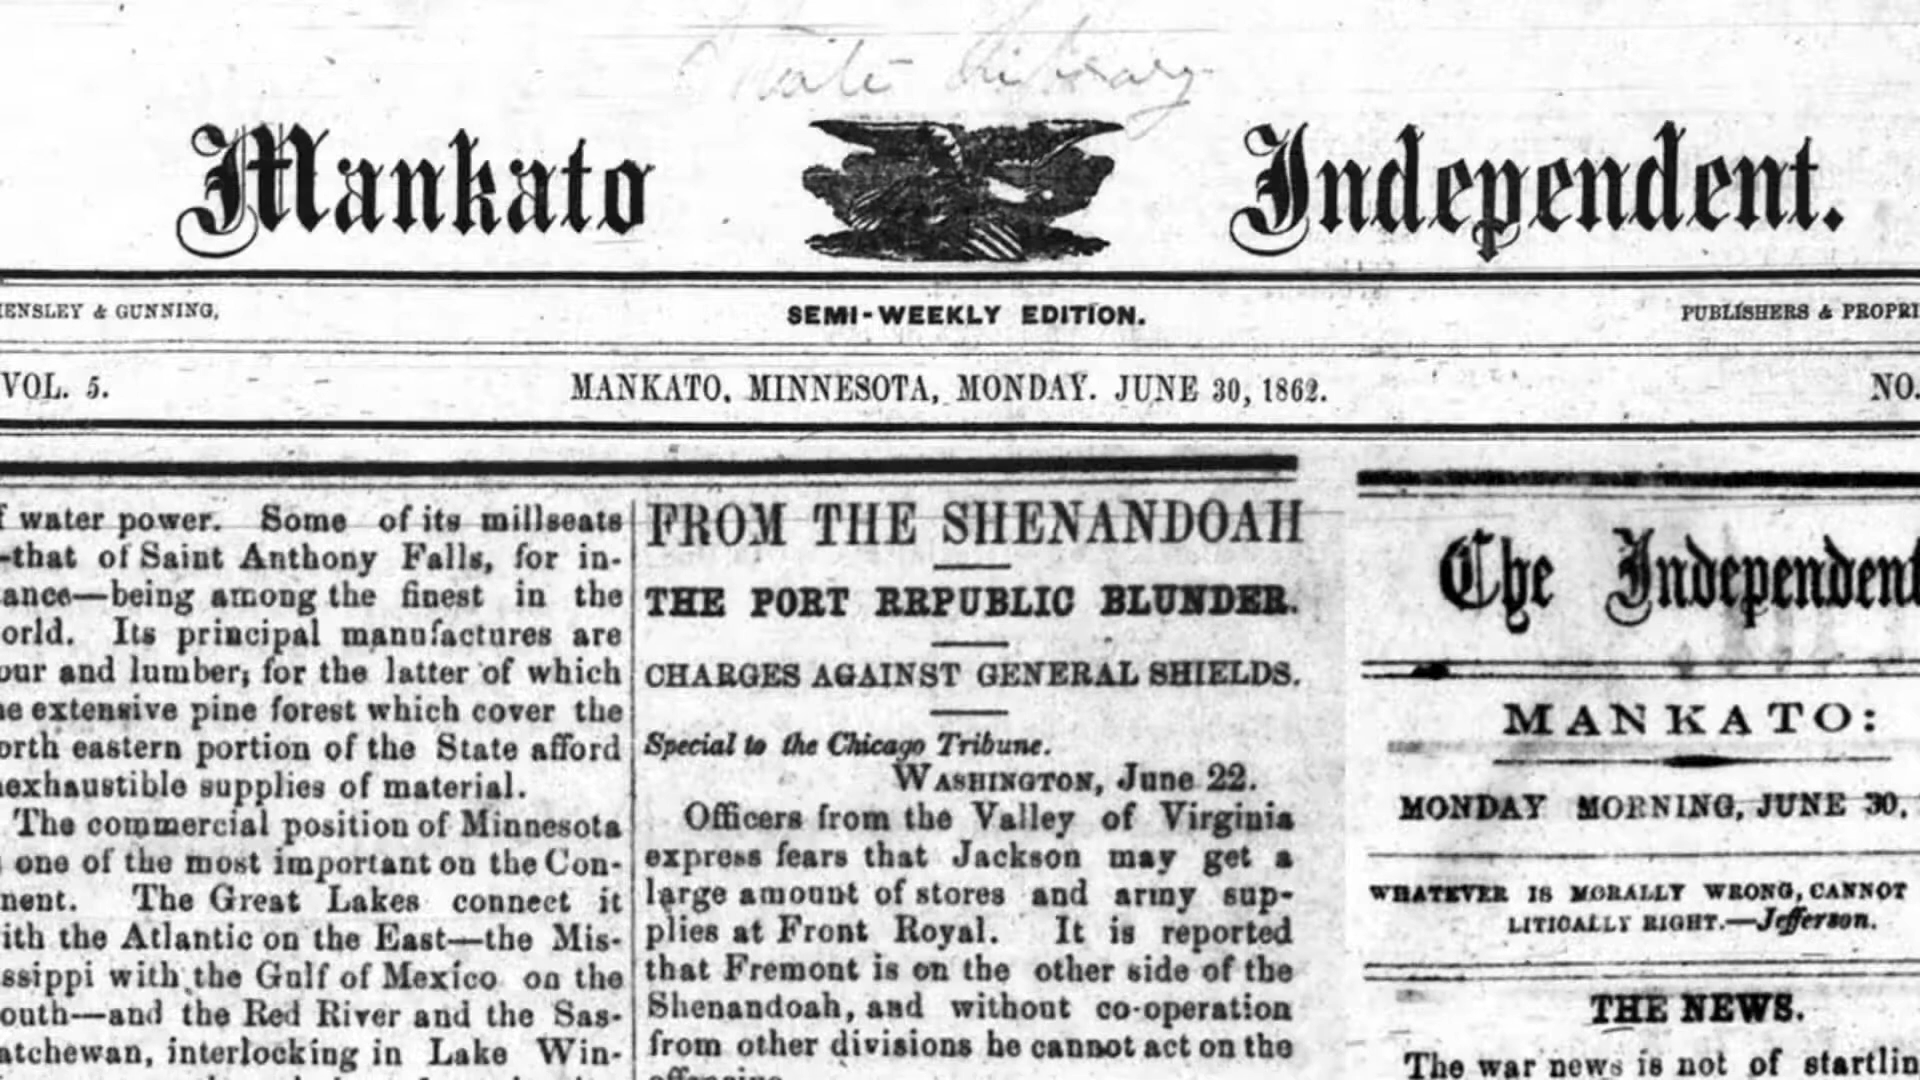 State Library
Mankato Independent.
HENSLEY & GUNNING,
SEMI-WEEKLY EDITION.
PUBLISHERS & PROPRI
VOL. 5.
MANKATO, MINNESOTA, MONDAY. JUNE 30, 1862.
NO.
f water power. Some of its millseats
-that of Saint Anthony Falls, for in-
ance—being among the finest in the
orld. Its principal manufactures are
our and lumber; for the latter of which
he extensive pine forest which cover the
orth eastern portion of the State afford
nexhaustible supplies of material.
The commercial position of Minnesota
one of the most important on the Con-
nent. The Great Lakes connect it
ith the Atlantic on the East—the Mis-
ssippi with the Gulf of Mexico on the
outh—and the Red River and the Sas-
atchewan, interlocking in Lake Win-
FROM THE SHENANDOAH
THE PORT RRPUBLIC BLUNDER.
CHARGES AGAINST GENERAL SHIELDS.
Special to the Chicago Tribune.
WASHINGTON, June 22.
Officers from the Valley of Virginia
express fears that Jackson may get a
large amount of stores and army sup-
plies at Front Royal. It is reported
that Fremont is on the other side of the
Shenandoah, and without co-operation
from other divisions he cannot act on the
offensive
The Independent
MANKATO:
MONDAY MORNING, JUNE 30,
WHATEVER IS MORALLY WRONG, CANNOT
LITICALLY RIGHT.—Jefferson.
THE NEWS.
The war news is not of startlin